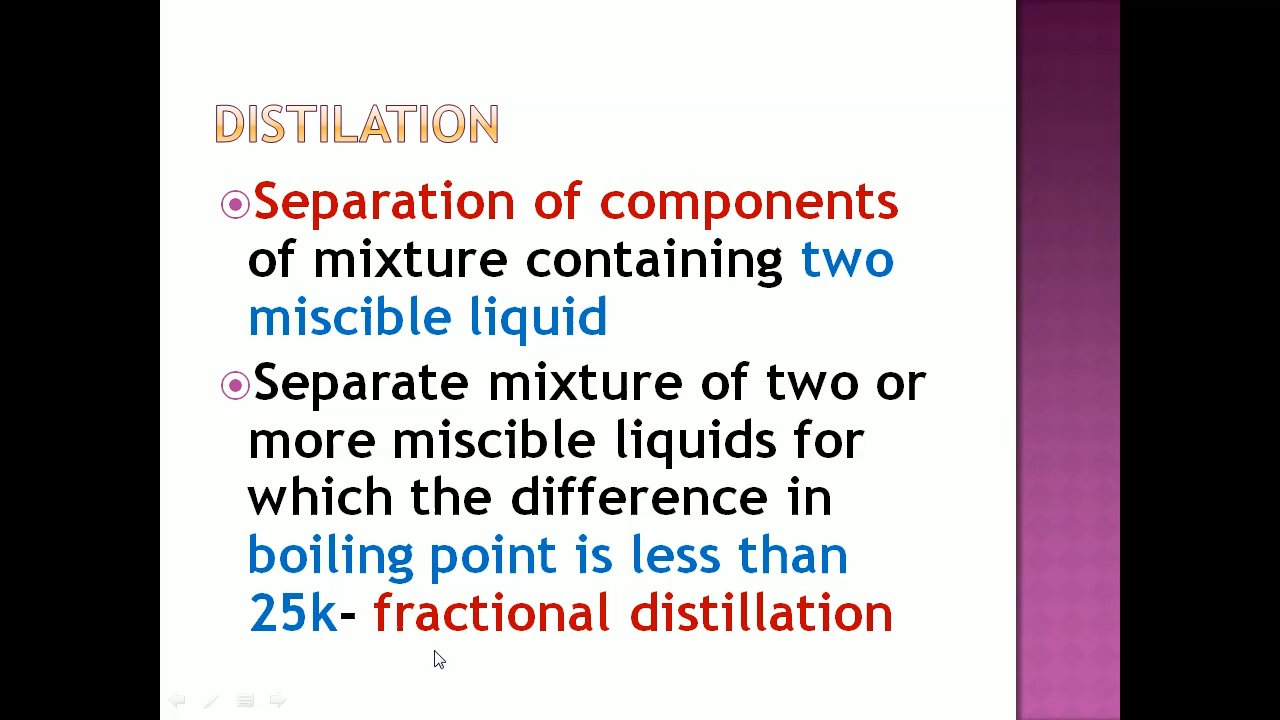 DISTILATION
Separation of components
of mixture containing two
miscible liquid
Separate mixture of two or
more miscible liquids for
which the difference in
boiling point is less than
25k- fractional distillation